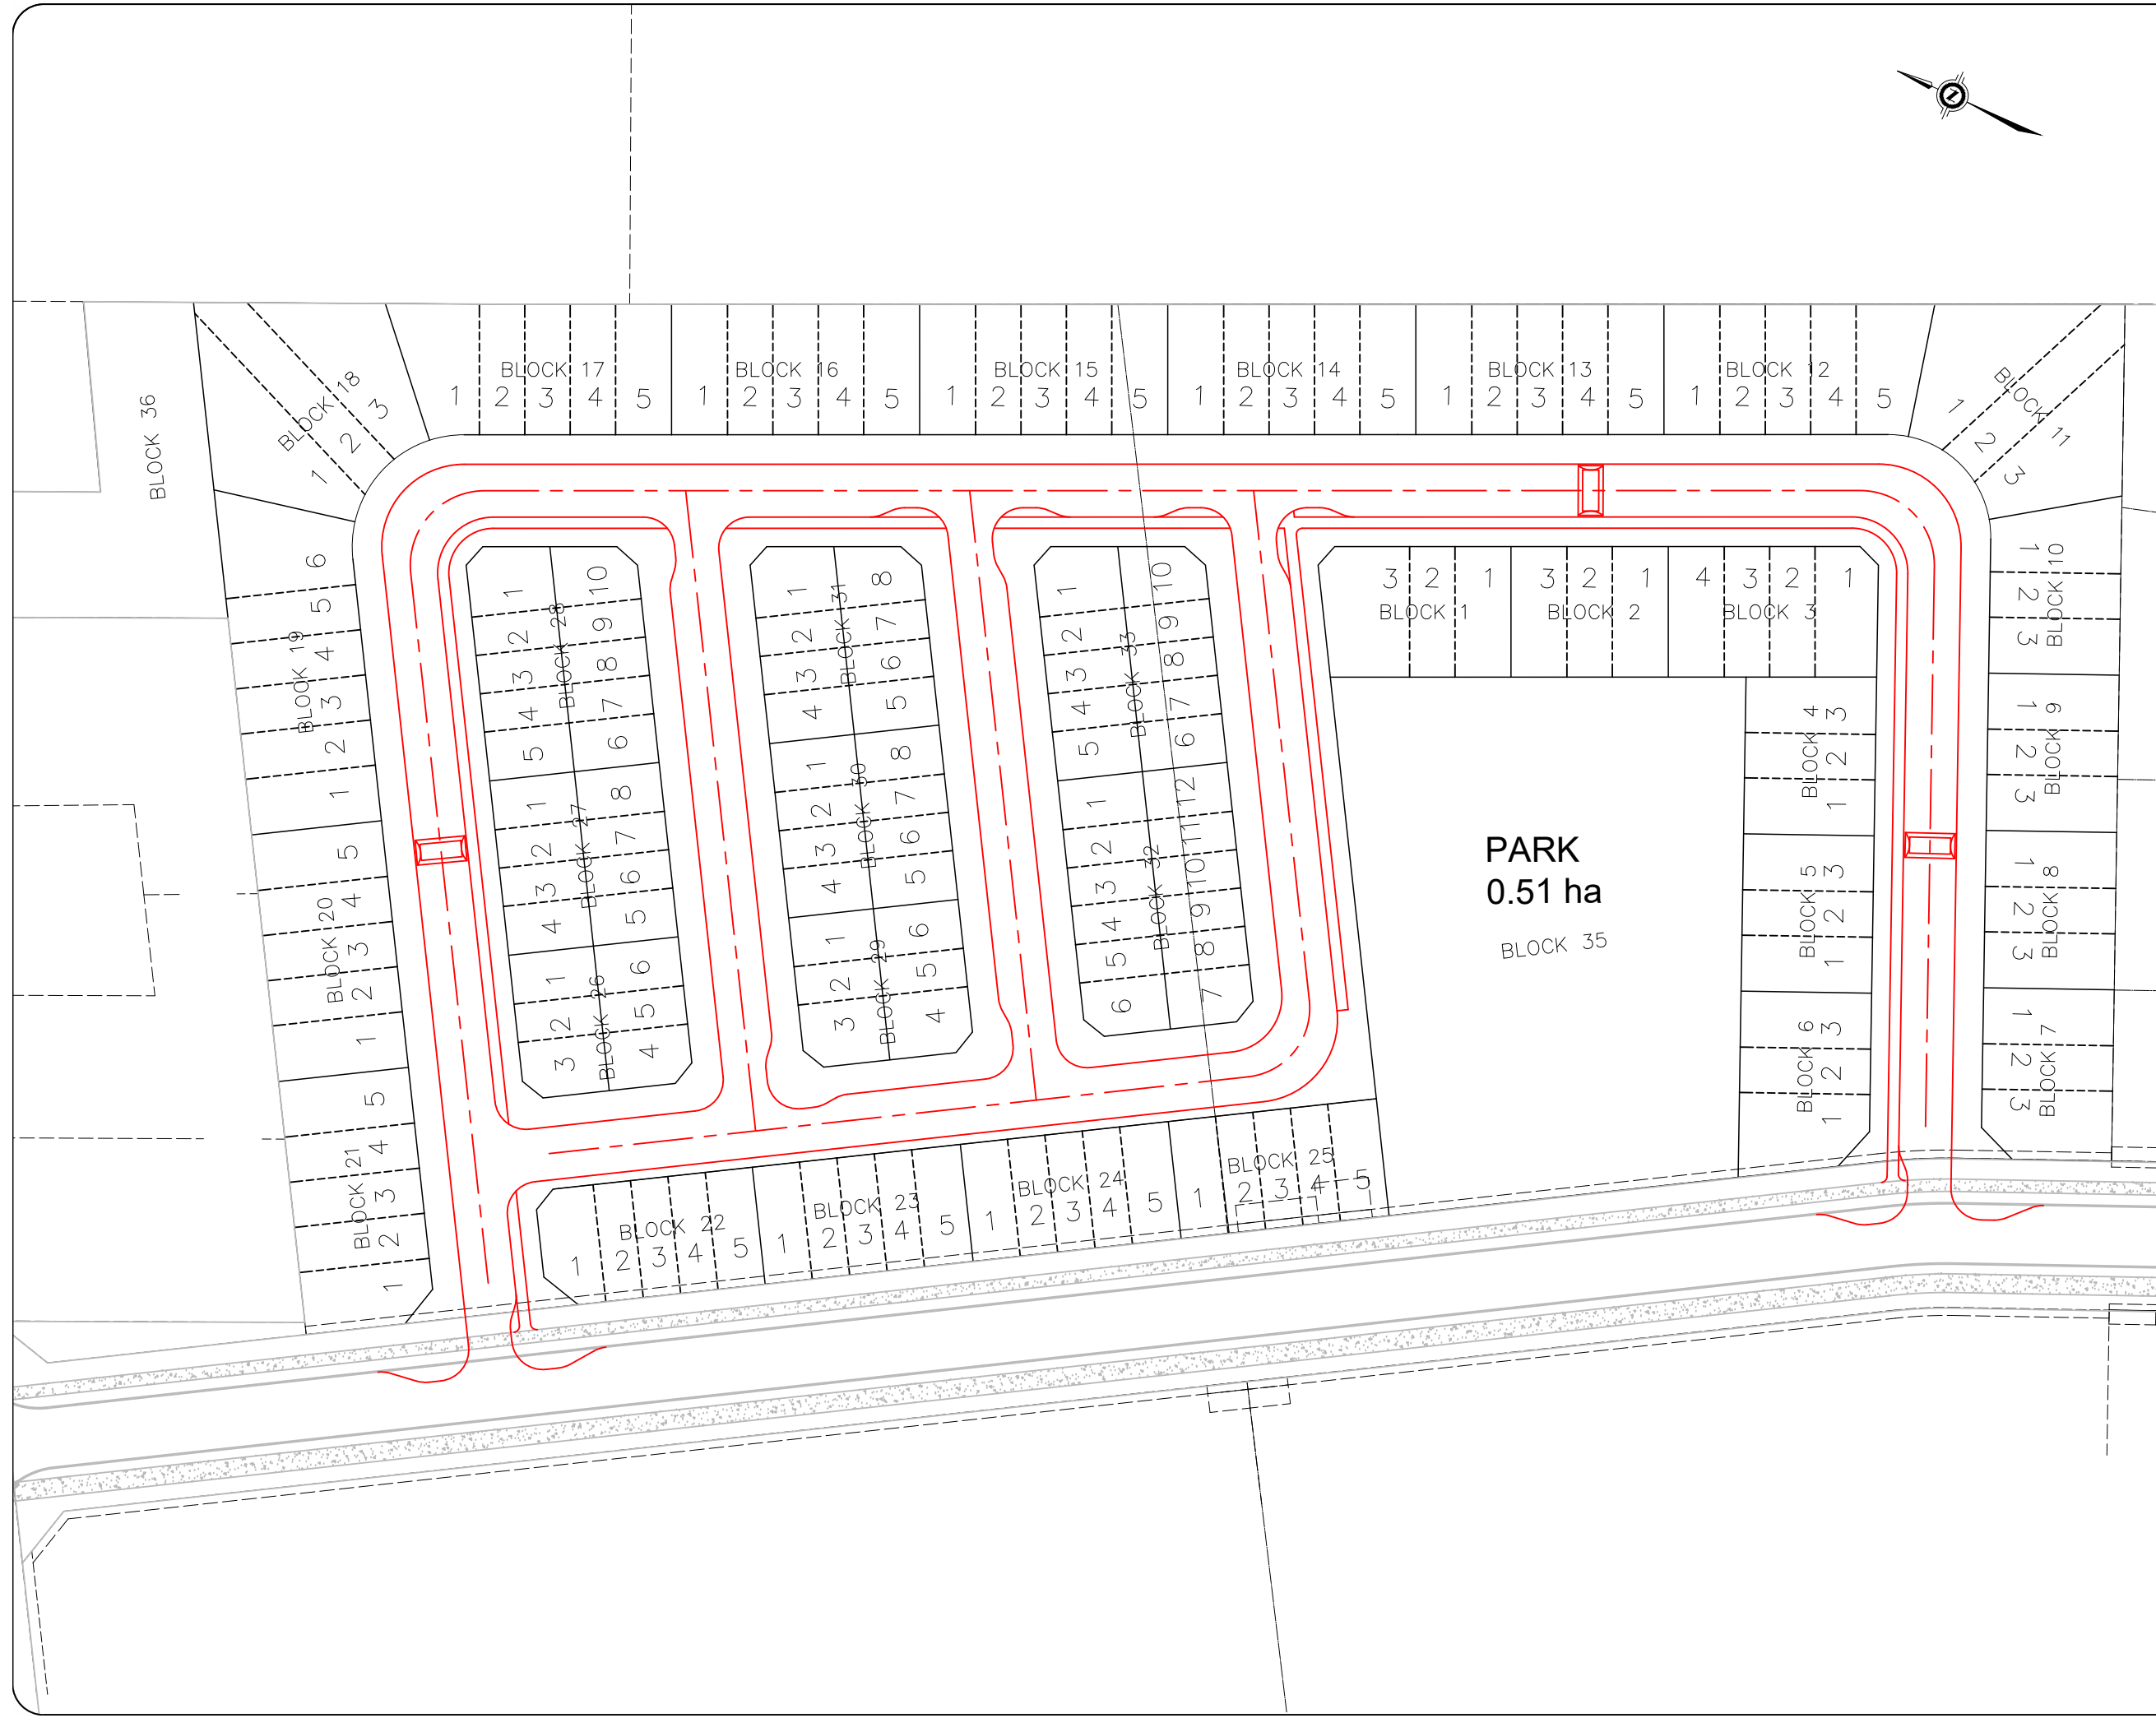 Z
BLOCK 36
BLOCK 18
1 2 3
BLOCK 17
1 2 3 4 5
BLOCK 16
1 2 3 4 5
BLOCK 15
1 2 3 4 5
BLOCK 14
1 2 3 4 5
BLOCK 13
1 2 3 4 5
BLOCK 12
1 2 3 4 5
BLOCK 11
1 2 3
BLOCK 19
6 5 4 3 2 1
BLOCK 20
5 4 3 2 1
BLOCK 21
5 4 3 2 1
BLOCK 28
1 2 3 4 5
10 9 8 7 6
BLOCK 27
1 2 3 4
8 7 6 5
BLOCK 26
1 2 3
6 5 4
BLOCK 31
1 2 3 4
8 7 6 5
BLOCK 30
1 2 3 4
8 7 6 5
BLOCK 29
1 2 3
6 5 4
BLOCK 33
1 2 3 4 5
10 9 8 7 6
BLOCK 32
1 2 3 4 5 6
12 11 10 9 8 7
3 2 1
BLOCK 1
3 2 1
BLOCK 2
4 3 2 1
BLOCK 3
BLOCK 4
3 2 1
BLOCK 5
3 2 1
BLOCK 6
3 2 1
PARK
0.51 ha
BLOCK 35
BLOCK 10
1 2 3
BLOCK 9
1 2 3
BLOCK 8
1 2 3
BLOCK 7
1 2 3
BLOCK 22
1 2 3 4 5
BLOCK 23
1 2 3 4 5
BLOCK 24
1 2 3 4 5
BLOCK 25
1 2 3 4 5